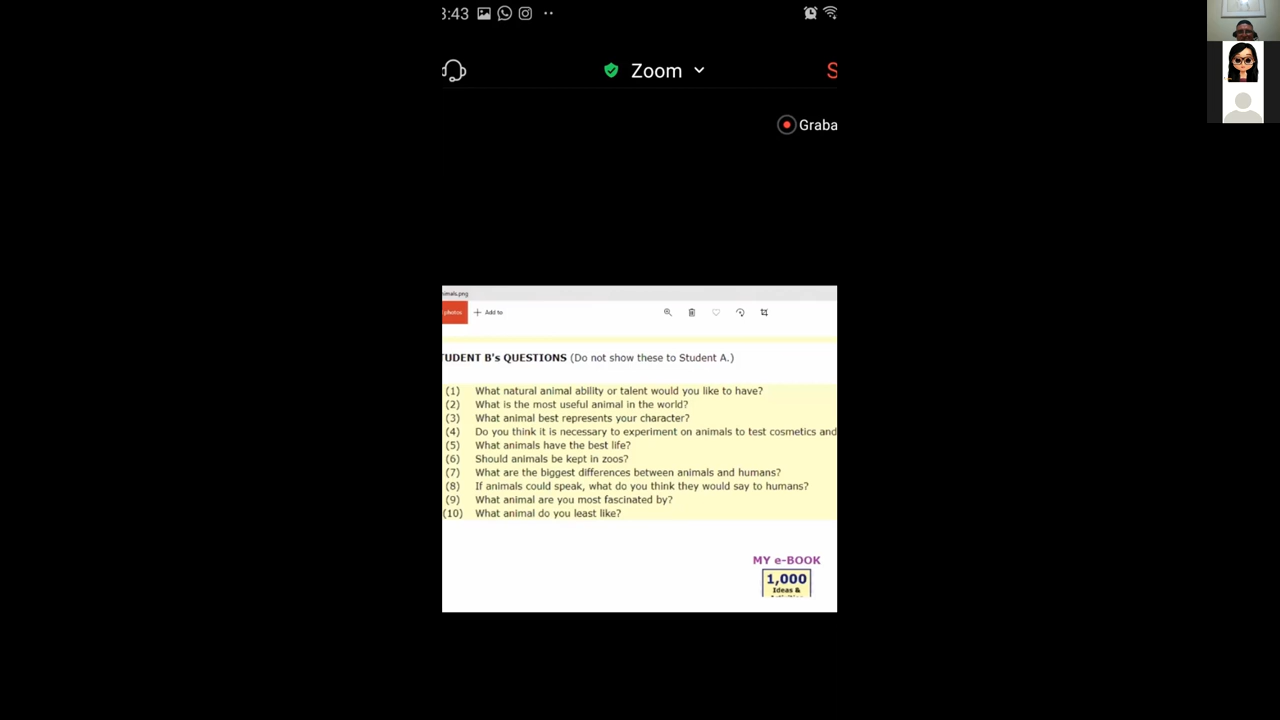 3:43
Zoom
S
Graba
nimals.png
photos
Add to
TUDENT B's QUESTIONS (Do not show these to Student A.)
(1) What natural animal ability or talent would you like to have?
(2) What is the most useful animal in the world?
(3) What animal best represents your character?
(4) Do you think it is necessary to experiment on animals to test cosmetics and
(5) What animals have the best life?
(6) Should animals be kept in zoos?
(7) What are the biggest differences between animals and humans?
(8) If animals could speak, what do you think they would say to humans?
(9) What animal are you most fascinated by?
(10) What animal do you least like?
MY e-BOOK
1,000
Ideas &